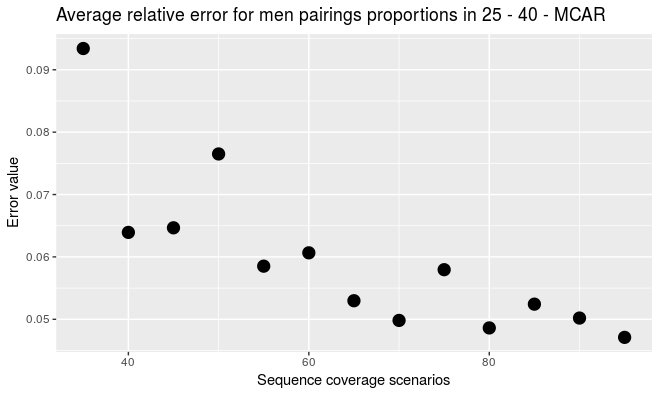 Average relative error for men pairings proportions in 25 - 40 - MCAR
Error value
0.09
0.08
0.07
0.06
0.05
40 60 80
Sequence coverage scenarios